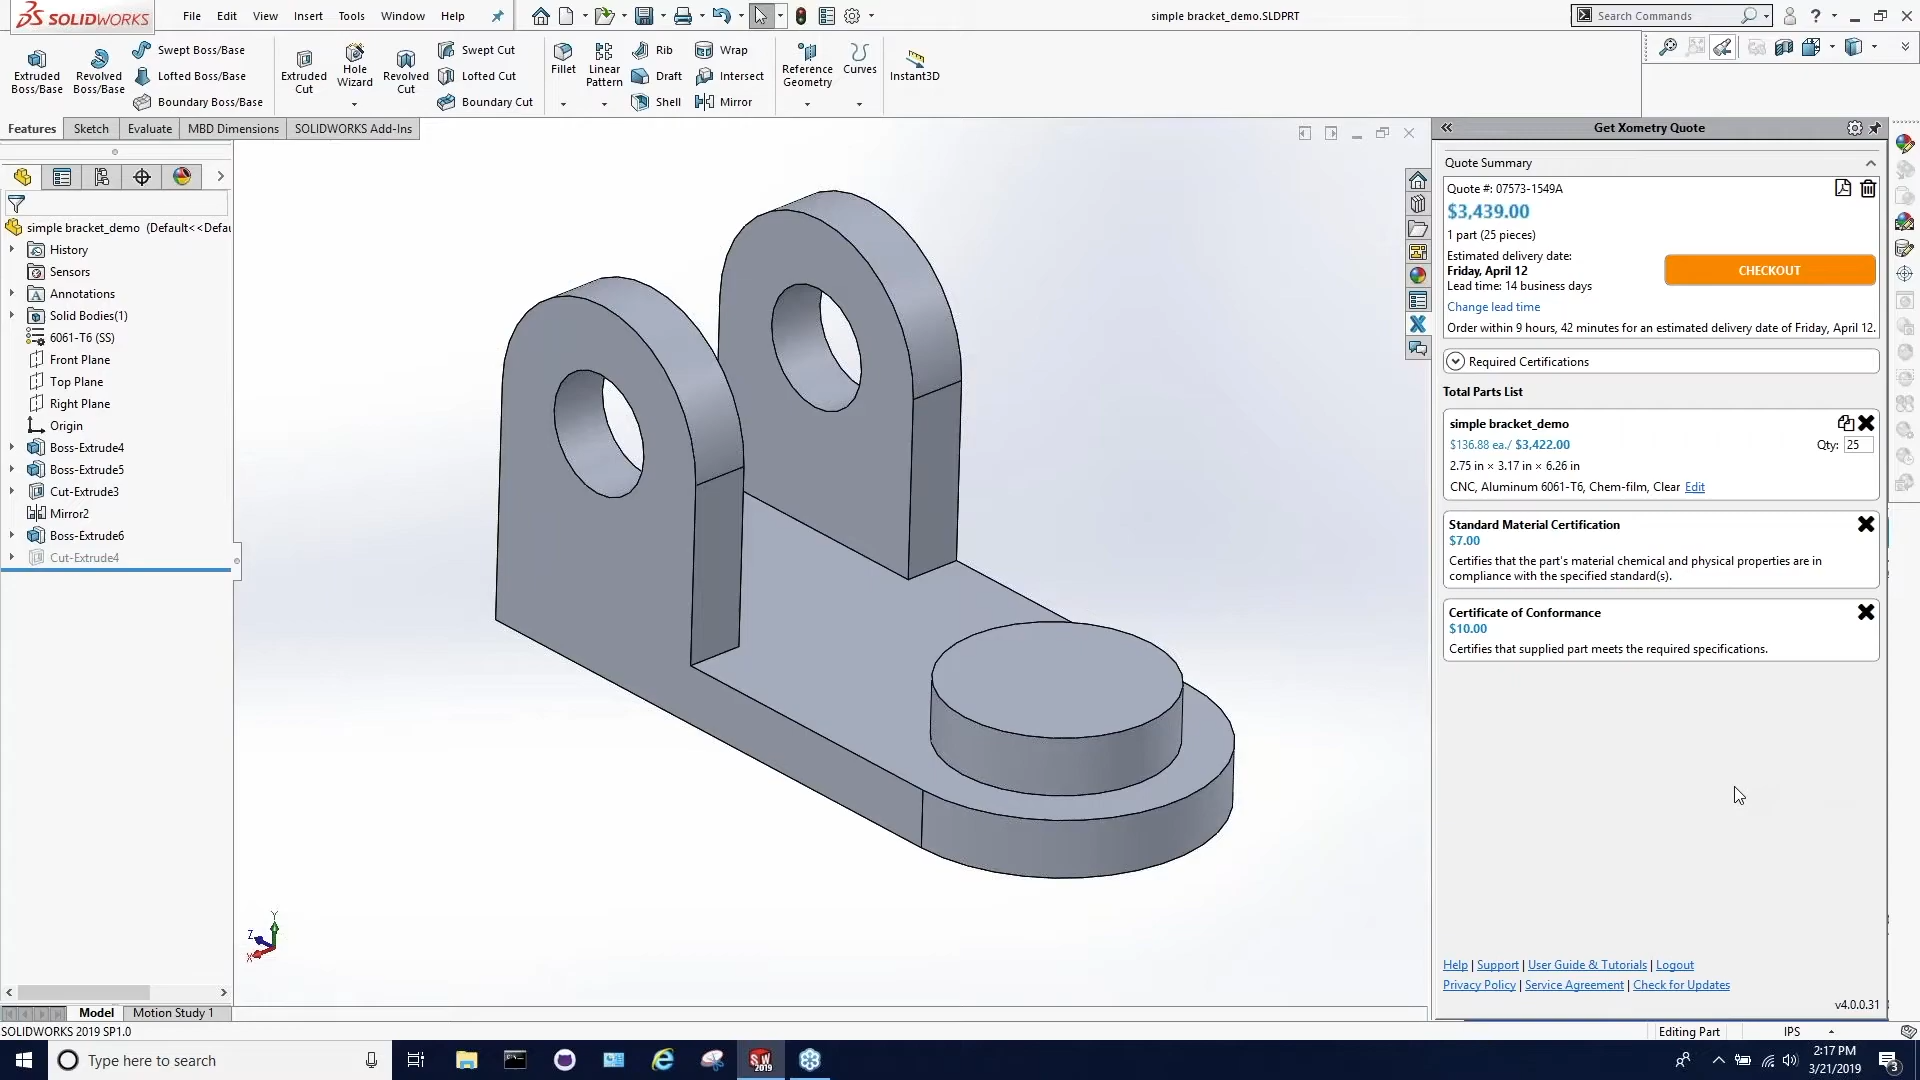 SOLIDWORKS
File Edit View Insert Tools Window Help
simple bracket_demo.SLDPRT
Search Commands
Extruded Boss/Base
Revolved Boss/Base
Swept Boss/Base
Lofted Boss/Base
Boundary Boss/Base
Extruded Cut
Hole Wizard
Revolved Cut
Swept Cut
Lofted Cut
Boundary Cut
Fillet
Linear Pattern
Rib
Draft
Shell
Wrap
Intersect
Mirror
Reference Geometry
Curves
Instant3D
Features Sketch Evaluate MBD Dimensions SOLIDWORKS Add-Ins
simple bracket_demo (Default<<Defau
History
Sensors
Annotations
Solid Bodies(1)
6061-T6 (SS)
Front Plane
Top Plane
Right Plane
Origin
Boss-Extrude4
Boss-Extrude5
Cut-Extrude3
Mirror2
Boss-Extrude6
Cut-Extrude4
Y
Z
X
Get Xometry Quote
Quote Summary
Quote #: 07573-1549A
$3,439.00
1 part (25 pieces)
Estimated delivery date:
Friday, April 12
Lead time: 14 business days
CHECKOUT
Change lead time
Order within 9 hours, 42 minutes for an estimated delivery date of Friday, April 12.
Required Certifications
Total Parts List
simple bracket_demo
$136.88 ea./ $3,422.00
Qty: 25
2.75 in × 3.17 in × 6.26 in
CNC, Aluminum 6061-T6, Chem-film, Clear Edit
Standard Material Certification
$7.00
Certifies that the part's material chemical and physical properties are in
compliance with the specified standard(s).
Certificate of Conformance
$10.00
Certifies that supplied part meets the required specifications.
Help | Support | User Guide & Tutorials | Logout
Privacy Policy | Service Agreement | Check for Updates
v4.0.0.31
Model Motion Study 1
SOLIDWORKS 2019 SP1.0
Editing Part
IPS
Type here to search
SW 2019
2:17 PM
3/21/2019
3